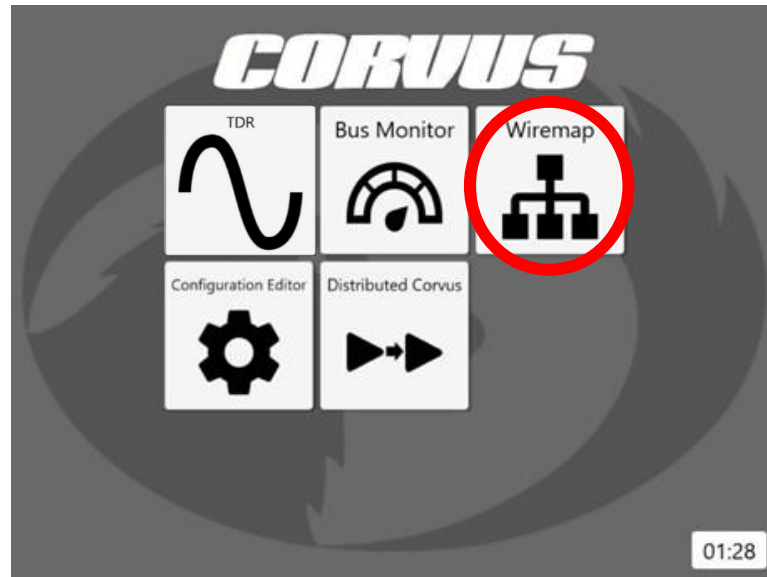 CORVUS
TDR
Bus Monitor
Wiremap
Configuration Editor
Distributed Corvus
01:28